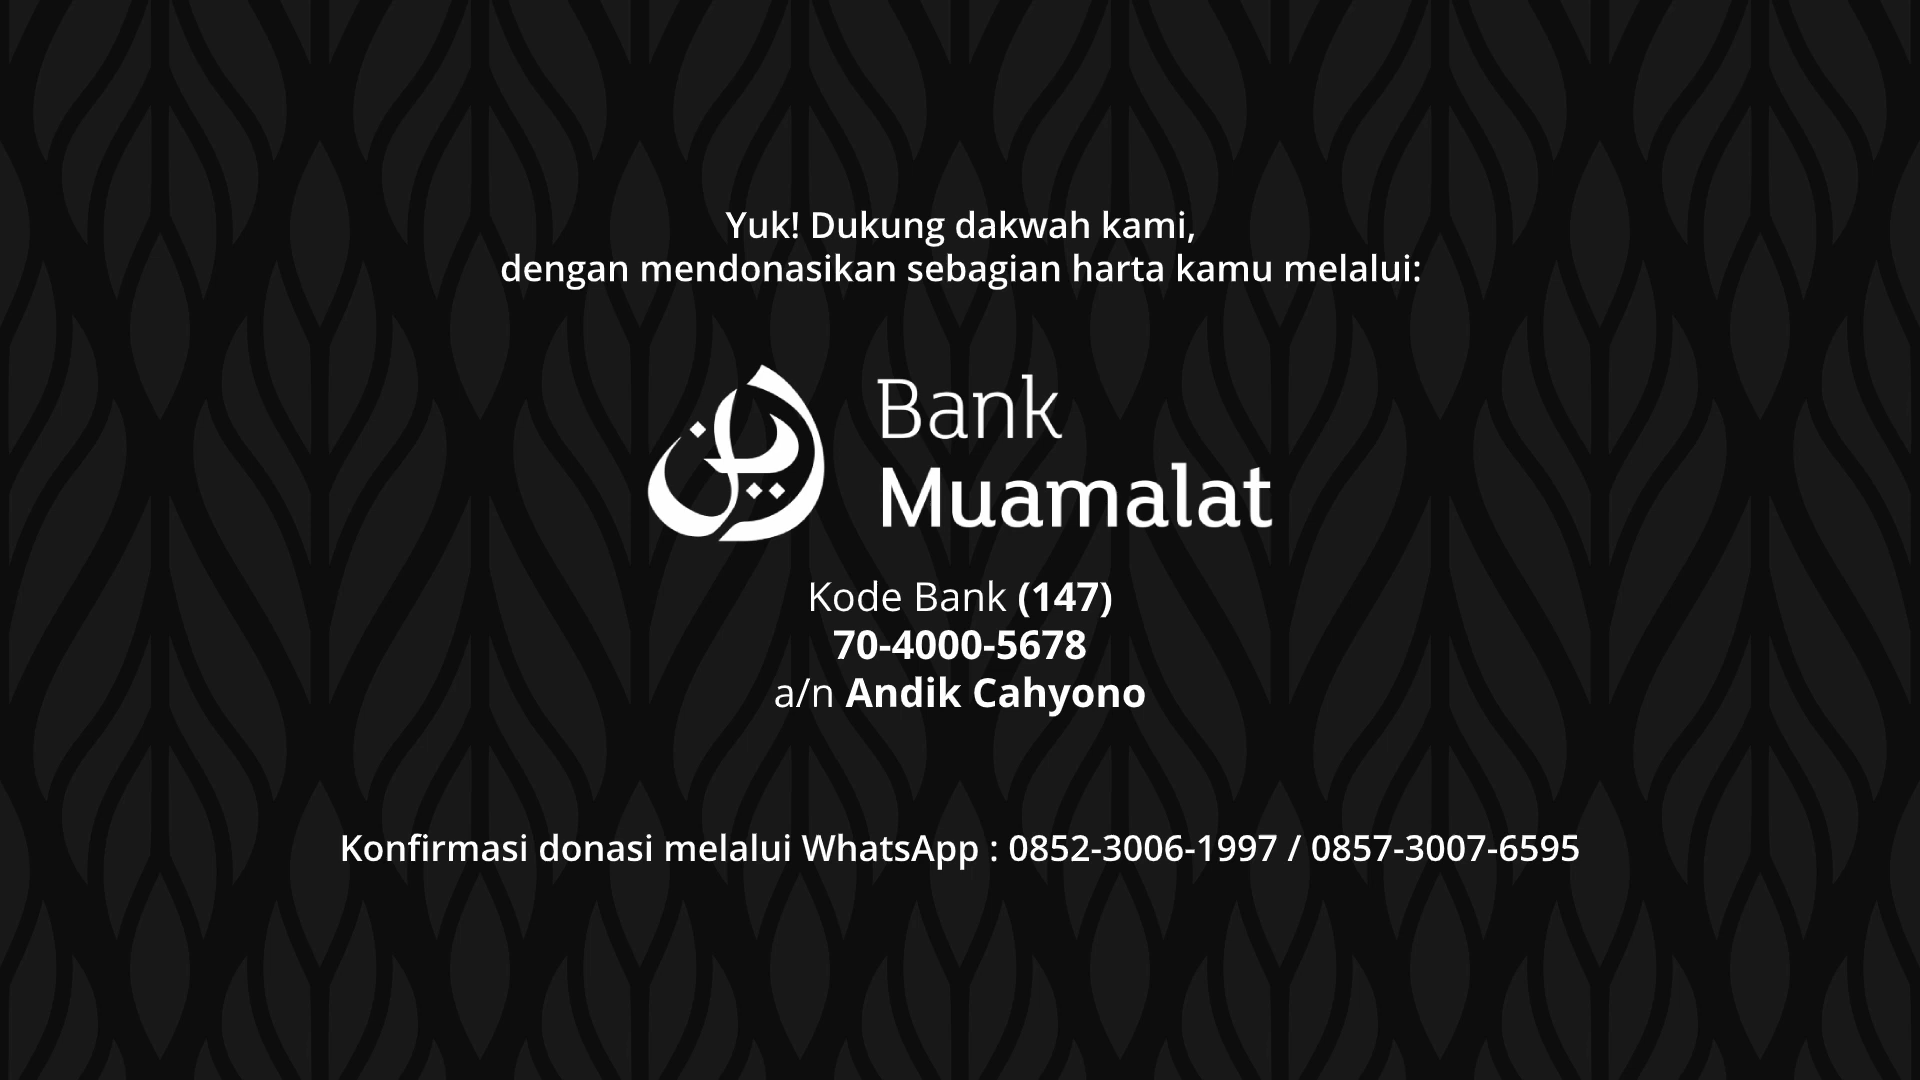 Yuk! Dukung dakwah kami,
dengan mendonasikan sebagian harta kamu melalui:
Bank
Muamalat
Kode Bank (147)
70-4000-5678
a/n Andik Cahyono
Konfirmasi donasi melalui WhatsApp : 0852-3006-1997 / 0857-3007-6595